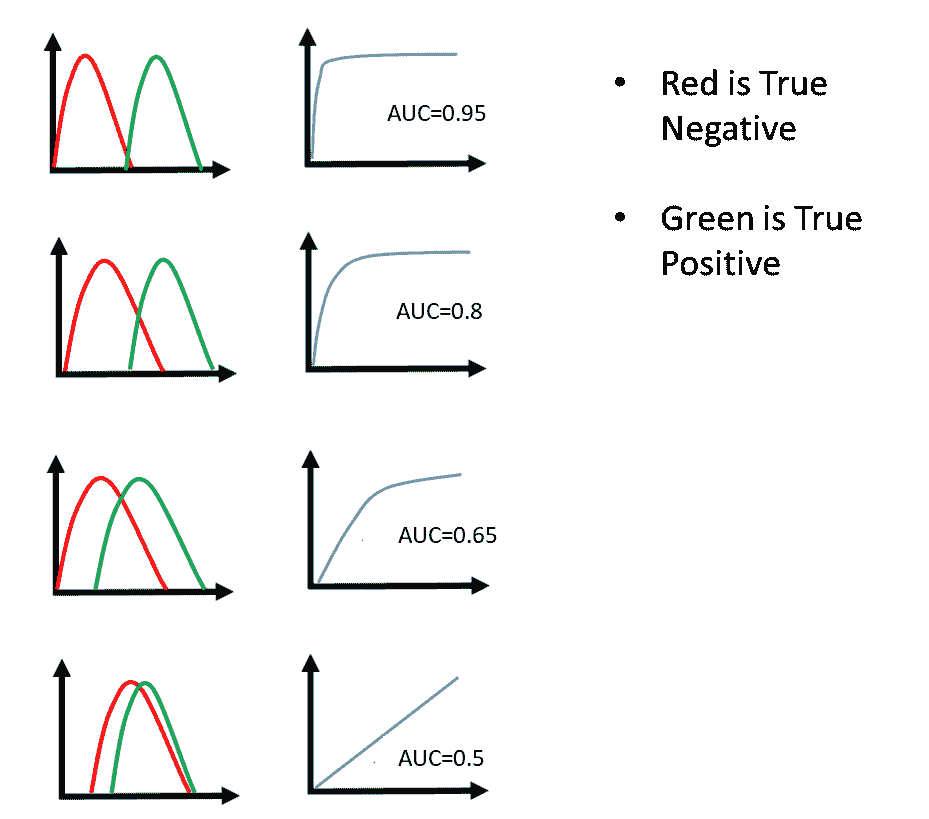 AUC=0.95
• Red is True
Negative
• Green is True
Positive
AUC=0.8
AUC=0.65
AUC=0.5